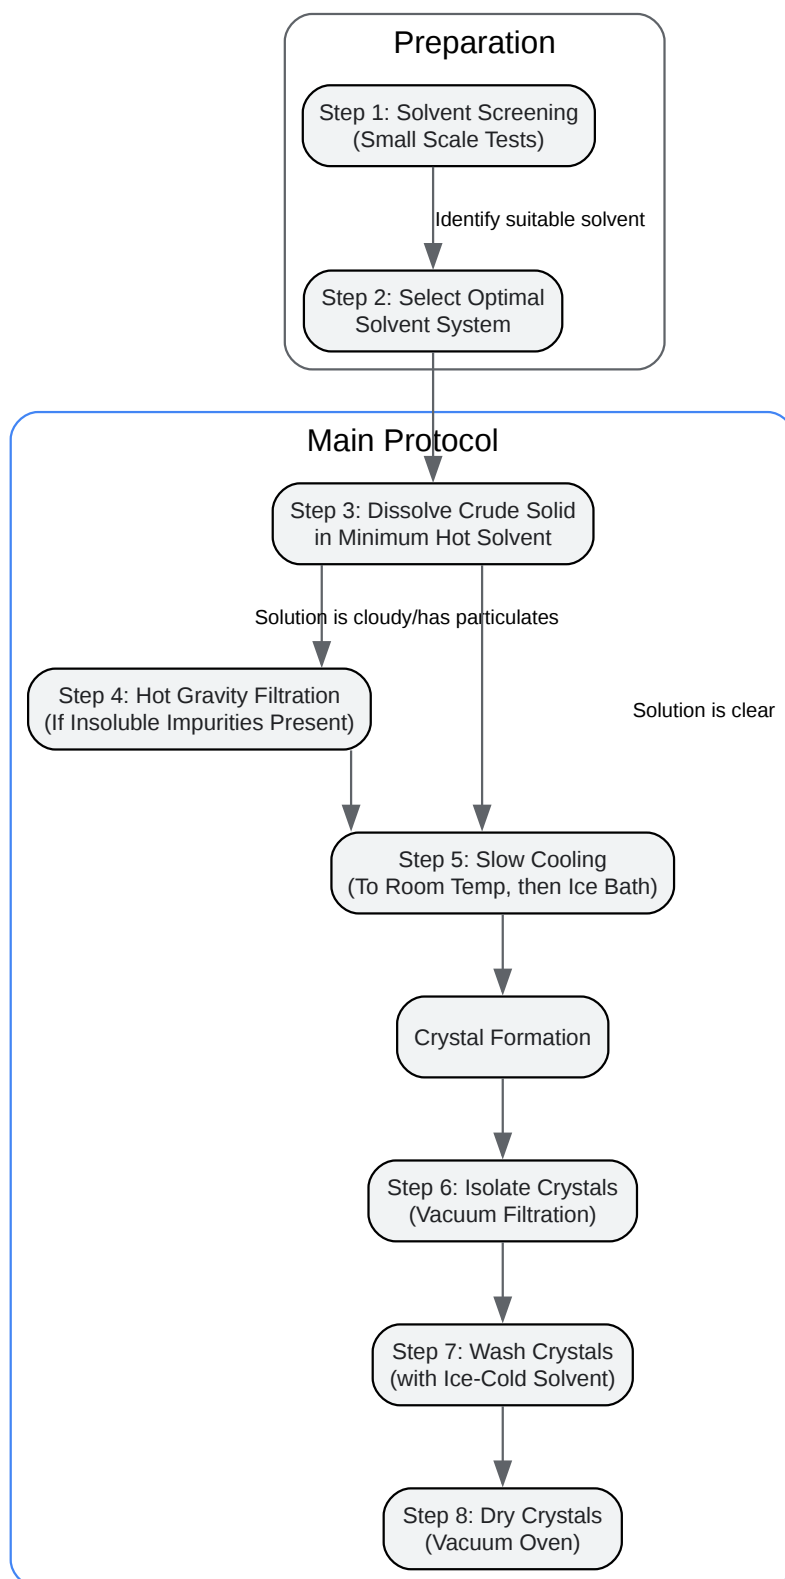 Preparation
Step 1: Solvent Screening
(Small Scale Tests)
Identify suitable solvent
Step 2: Select Optimal
Solvent System
Main Protocol
Step 3: Dissolve Crude Solid
in Minimum Hot Solvent
Solution is cloudy/has particulates
Step 4: Hot Gravity Filtration
(If Insoluble Impurities Present)
Solution is clear
Step 5: Slow Cooling
(To Room Temp, then Ice Bath)
Crystal Formation
Step 6: Isolate Crystals
(Vacuum Filtration)
Step 7: Wash Crystals
(with Ice-Cold Solvent)
Step 8: Dry Crystals
(Vacuum Oven)